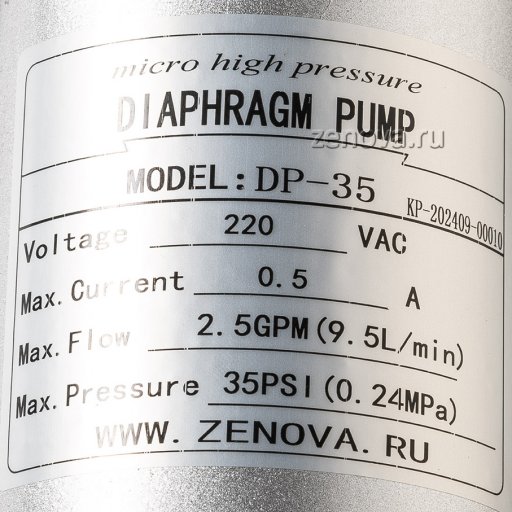 micro high pressure
DIAPHRAGM PUMP
zenova.ru
MODEL: DP-35
KP-202409-00010
Voltage 220 VAC
Max. Current 0.5 A
Max. Flow 2.5GPM(9.5L/min)
Max. Pressure 35PSI(0.24MPa)
WWW. ZENOVA. RU